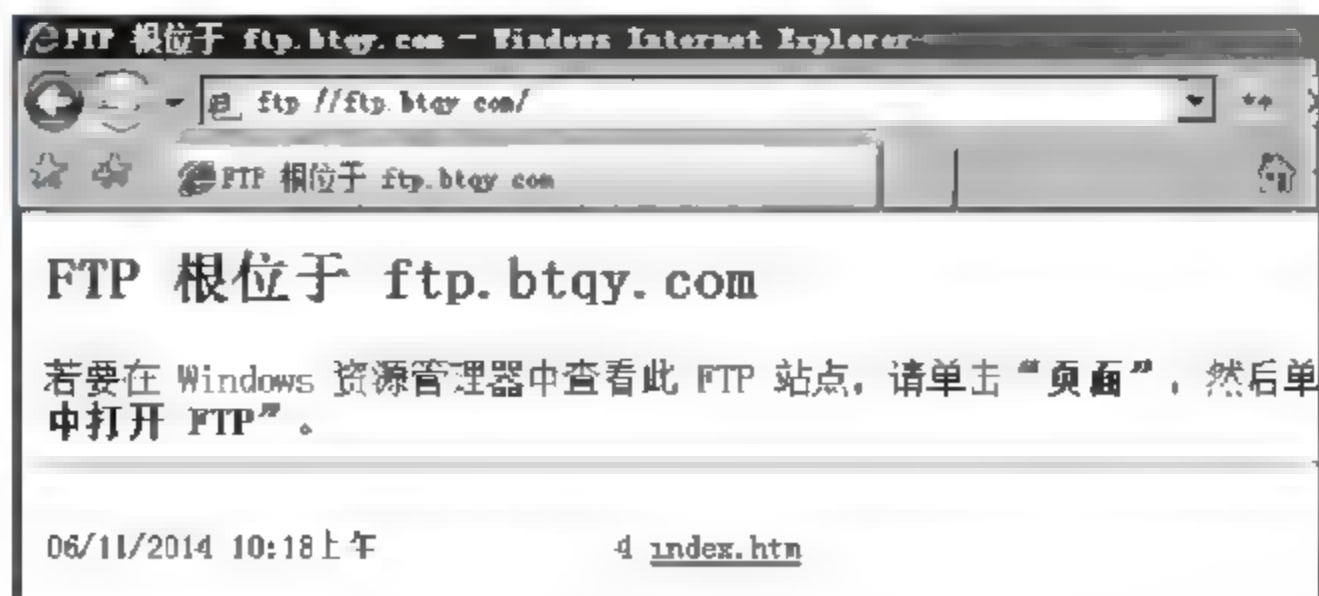 FTP 根位于 ftp.btqy.com - Windows Internet Explorer
ftp://ftp.btqy.com/
FTP 根位于 ftp.btqy.com
FTP 根位于 ftp.btqy.com
若要在 Windows 资源管理器中查看此 FTP 站点，请单击“页面”，然后单
中打开 FTP”。
06/11/2014 10:18上午 4 index.htm